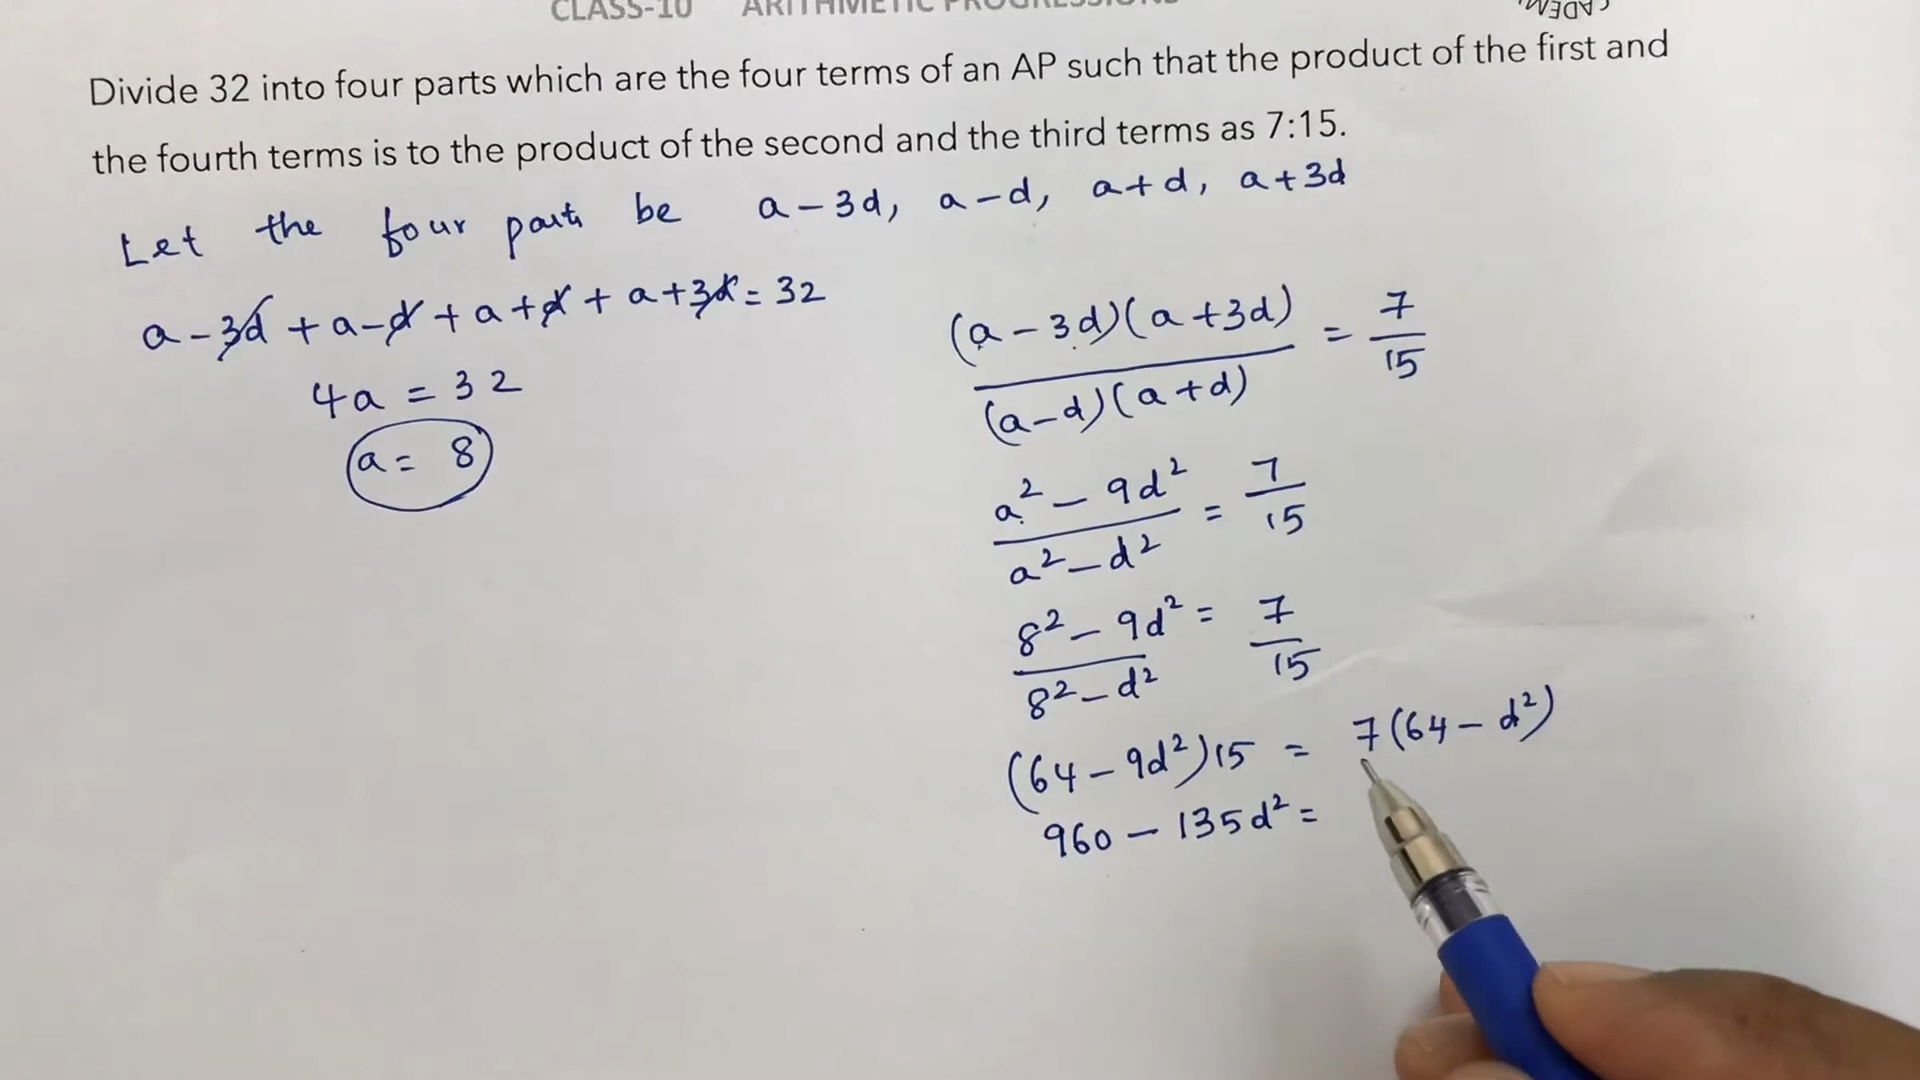 CLASS-10 ARITHMETIC PROGRESSIONS
Divide 32 into four parts which are the four terms of an AP such that the product of the first and
the fourth terms is to the product of the second and the third terms as 7:15.
Let the four parts be a-3d, a-d, a+d, a+3d
a-3d + a-d + a+d + a+3d = 32
4a = 32
a = 8
(a-3d)(a+3d) / (a-d)(a+d) = 7/15
a² - 9d² / a² - d² = 7/15
8² - 9d² / 8² - d² = 7/15
(64 - 9d²)15 = 7(64 - d²)
960 - 135d² =